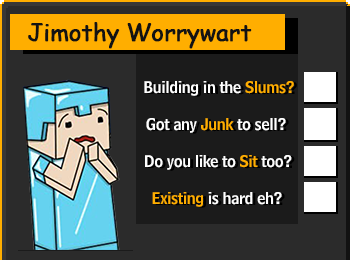 Jimothy Worrywart
Building in the Slums?
Got any Junk to sell?
Do you like to Sit too?
Existing is hard eh?